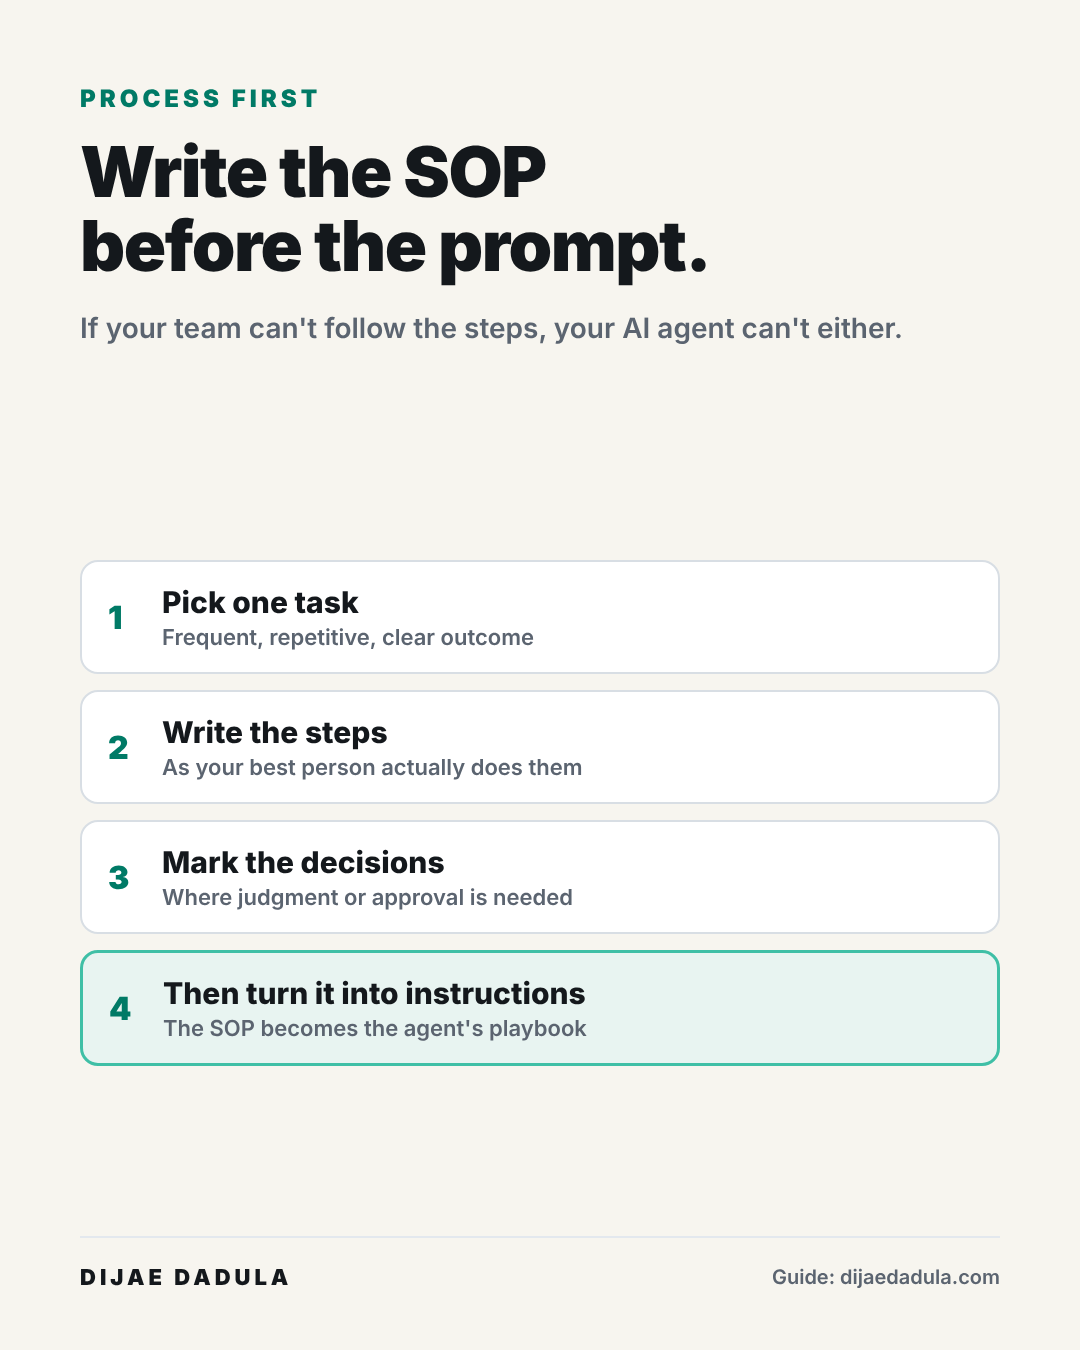 PROCESS FIRST
Write the SOP
before the prompt.
If your team can't follow the steps, your AI agent can't either.
1
Pick one task
Frequent, repetitive, clear outcome
2
Write the steps
As your best person actually does them
3
Mark the decisions
Where judgment or approval is needed
4
Then turn it into instructions
The SOP becomes the agent's playbook
DIJAE DADULA
Guide: dijaedadula.com